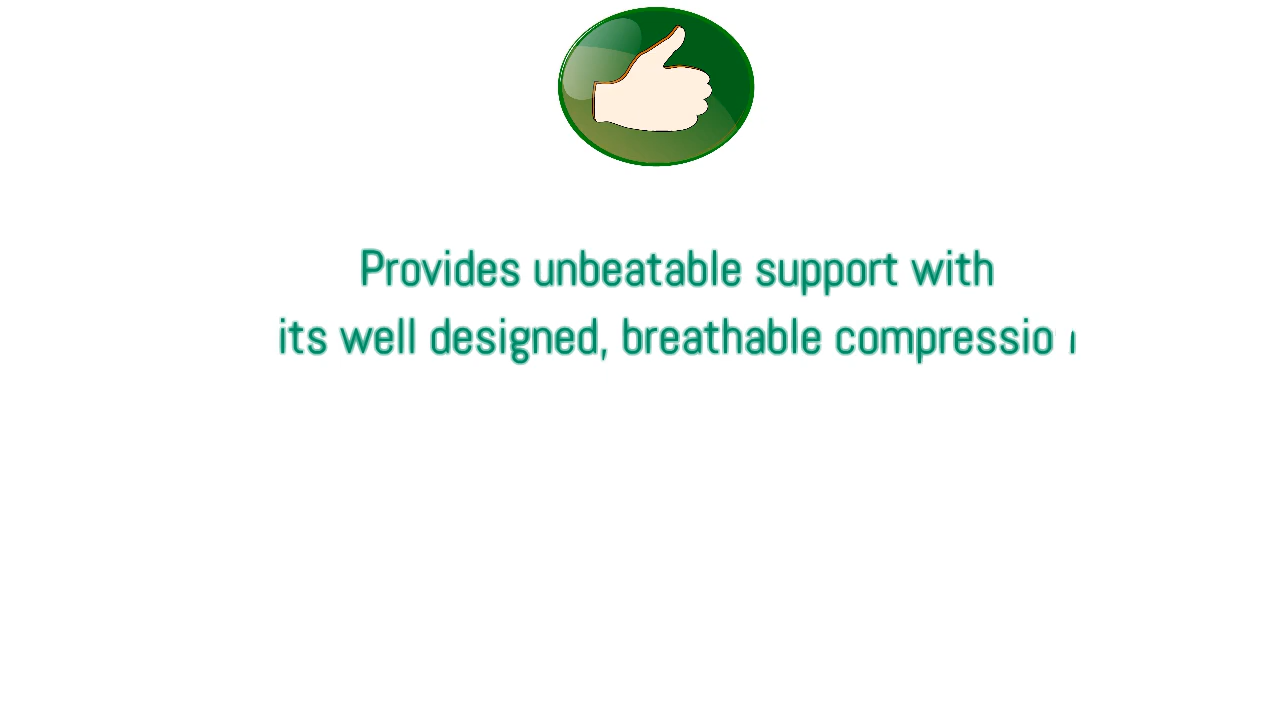 Provides unbeatable support with
its well designed, breathable compressio